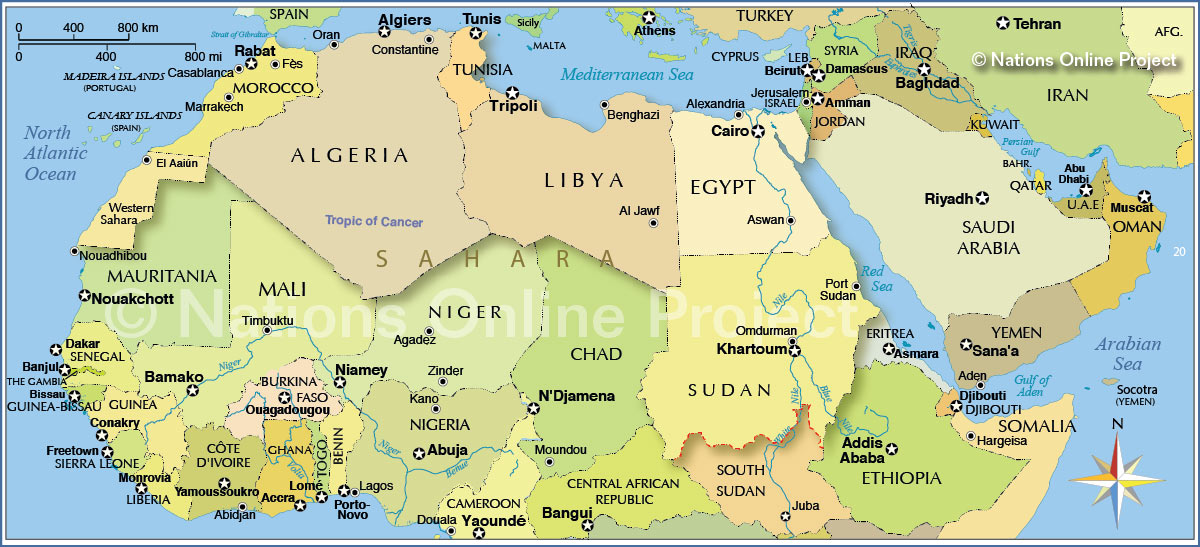 0 400 800 km
0 400 800 mi
SPAIN
Strait of Gibraltar
Rabat
Casablanca
Fès
MOROCCO
Marrakech
MADEIRA ISLANDS
(PORTUGAL)
CANARY ISLANDS
(SPAIN)
North
Atlantic
Ocean
El Aaiún
Western
Sahara
Oran
Algiers
Constantine
ALGERIA
Tropic of Cancer
Tunis
TUNISIA
Sicily
MALTA
Tripoli
Benghazi
LIBYA
Al Jawf
Mediterranean Sea
Athens
TURKEY
CYPRUS
LEB.
Beirut
SYRIA
Damascus
Jerusalem
ISRAEL
Amman
JORDAN
IRAQ
Tigris
Euphrates
Baghdad
Tehran
AFG.
© Nations Online Project
IRAN
KUWAIT
Persian
Gulf
BAHR.
QATAR
Abu
Dhabi
U.A.E
Muscat
OMAN
Riyadh
SAUDI
ARABIA
20
Alexandria
Cairo
EGYPT
Aswan
Red
Sea
SAHARA
Nouadhibou
MAURITANIA
Nouakchott
MALI
Timbuktu
NIGER
Agadez
Zinder
CHAD
N'Djamena
Moundou
Port
Sudan
Nile
Omdurman
Khartoum
SUDAN
Nile
White
Blue
Nile
ERITREA
Asmara
YEMEN
Sana'a
Aden
Gulf of
Aden
Arabian
Sea
Socotra
(YEMEN)
Djibouti
DJIBOUTI
SOMALIA
Hargeisa
Addis
Ababa
ETHIOPIA
SOUTH
SUDAN
Juba
CENTRAL AFRICAN
REPUBLIC
Bangui
© Nations Online Project
Dakar
SENEGAL
Banjul
THE GAMBIA
Bissau
GUINEA-BISSAU
GUINEA
Conakry
Freetown
SIERRA LEONE
Monrovia
LIBERIA
Bamako
Niger
BURKINA
FASO
Ouagadougou
Niamey
CÔTE
D'IVOIRE
Yamoussoukro
Abidjan
GHANA
Volta
Accra
TOGO
Lomé
BENIN
Porto-
Novo
Lagos
Kano
NIGERIA
Abuja
Niger
Benue
CAMEROON
Douala
Yaoundé
N